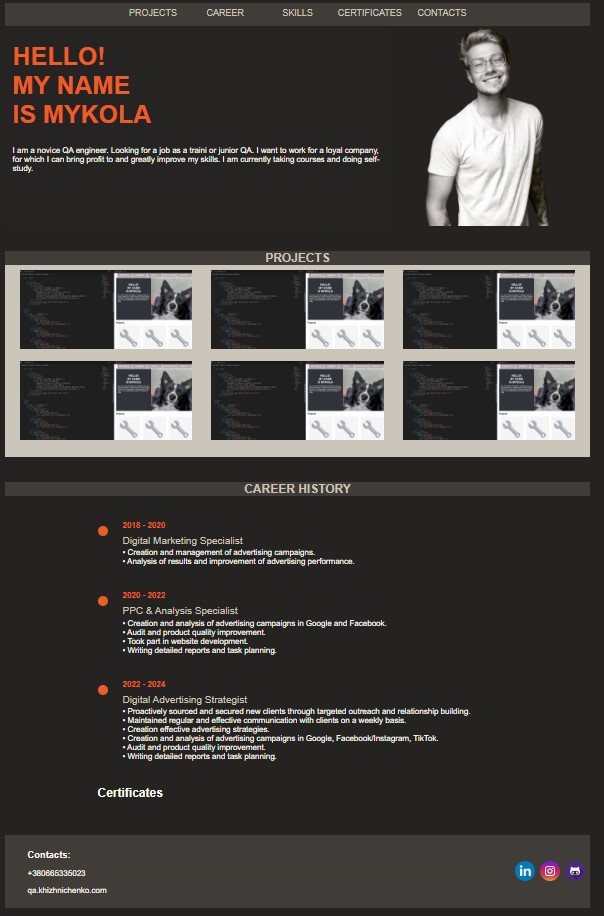 PROJECTS CAREER SKILLS CERTIFICATES CONTACTS
HELLO!
MY NAME
IS MYKOLA
I am a novice QA engineer. Looking for a job as a traini or junior QA. I want to work for a loyal company,
for which I can bring profit to and greatly improve my skills. I am currently taking courses and doing self-
study.
PROJECTS
CAREER HISTORY
2018 - 2020
Digital Marketing Specialist
• Creation and management of advertising campaigns.
• Analysis of results and improvement of advertising performance.
2020 - 2022
PPC & Analysis Specialist
• Creation and analysis of advertising campaigns in Google and Facebook.
• Audit and product quality improvement.
• Took part in website development.
• Writing detailed reports and task planning.
2022 - 2024
Digital Advertising Strategist
• Proactively sourced and secured new clients through targeted outreach and relationship building.
• Maintained regular and effective communication with clients on a weekly basis.
• Creation effective advertising strategies.
• Creation and analysis of advertising campaigns in Google, Facebook/Instagram, TikTok.
• Audit and product quality improvement.
• Writing detailed reports and task planning.
Certificates
Contacts:
+380665335023
qa.khizhnichenko.com